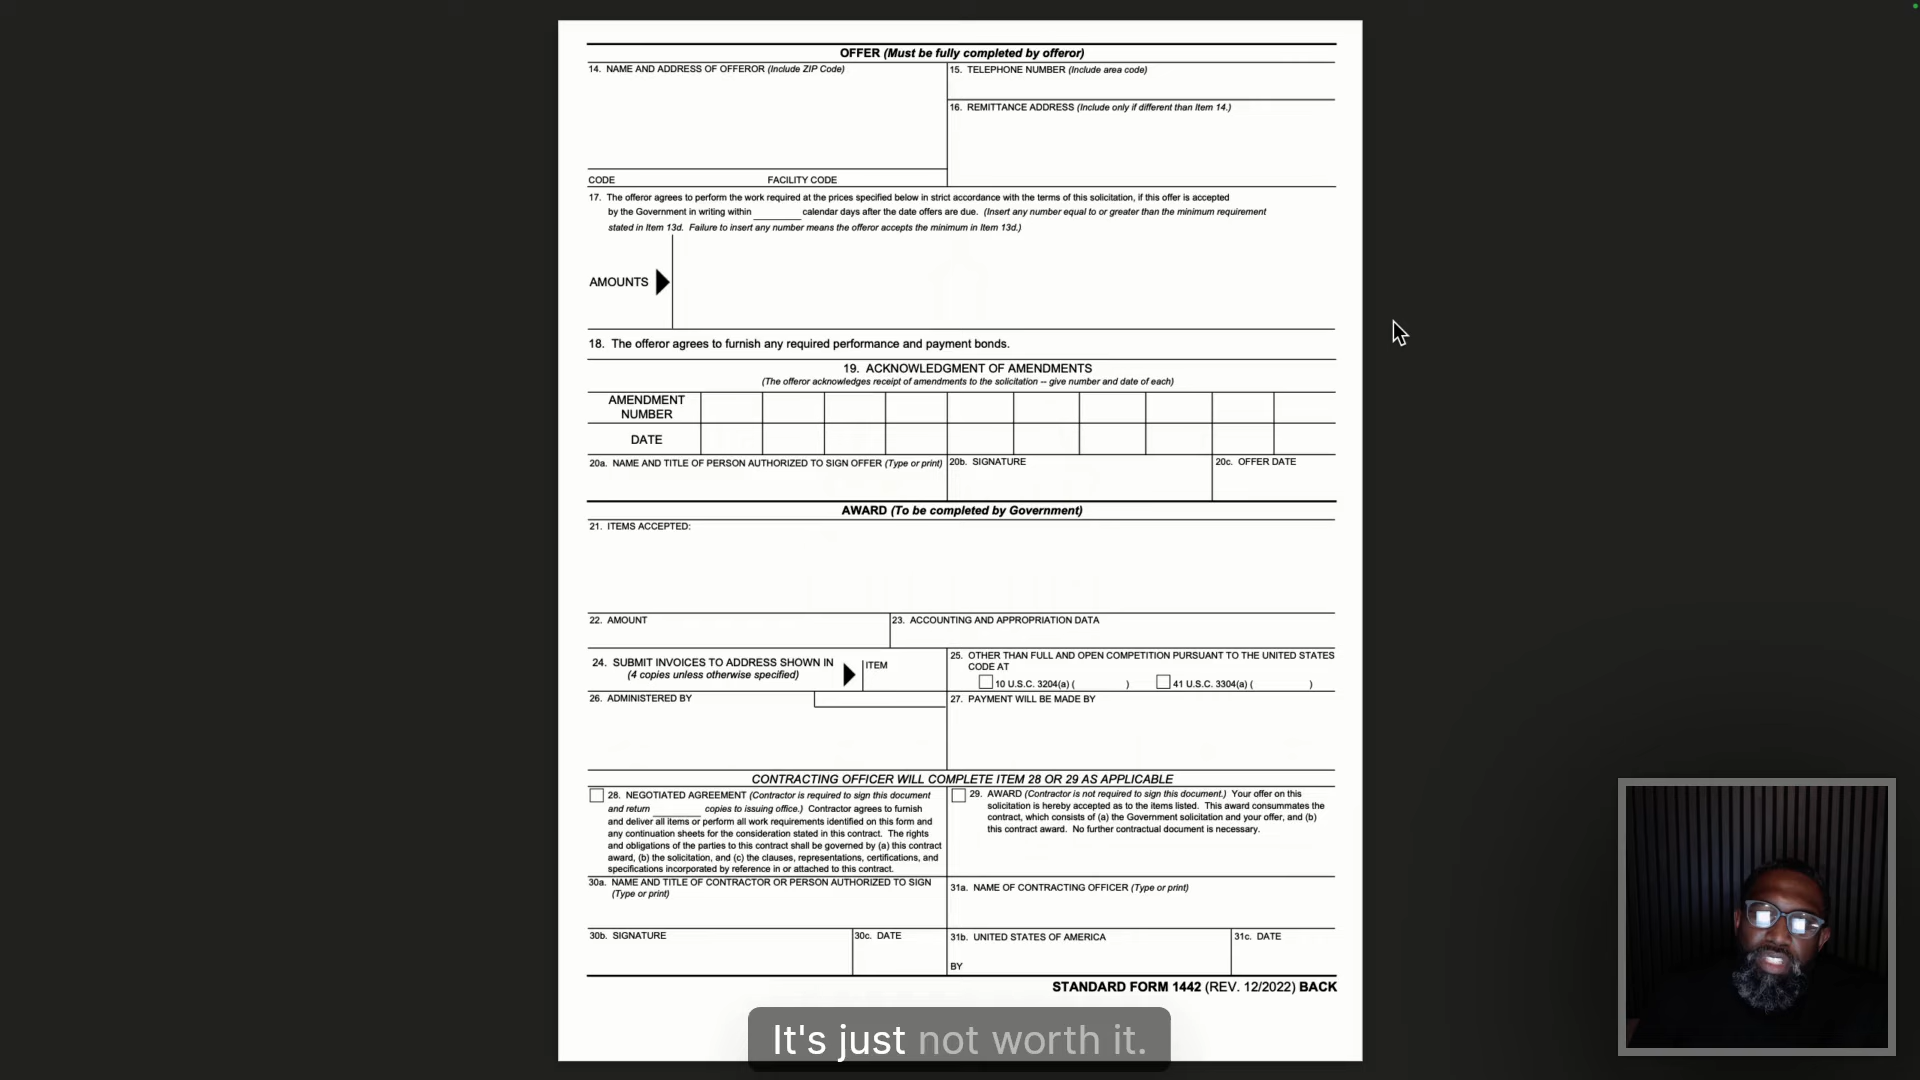 OFFER (Must be fully completed by offeror)
14. NAME AND ADDRESS OF OFFEROR (Include ZIP Code)
15. TELEPHONE NUMBER (Include area code)
16. REMITTANCE ADDRESS (Include only if different than Item 14.)
CODE
FACILITY CODE
17. The offeror agrees to perform the work required at the prices specified below in strict accordance with the terms of this solicitation, if this offer is accepted
by the Government in writing within ________ calendar days after the date offers are due. (Insert any number equal to or greater than the minimum requirement
stated in Item 13d. Failure to insert any number means the offeror accepts the minimum in Item 13d.)
AMOUNTS
18. The offeror agrees to furnish any required performance and payment bonds.
19. ACKNOWLEDGMENT OF AMENDMENTS
(The offeror acknowledges receipt of amendments to the solicitation -- give number and date of each)
AMENDMENT
NUMBER
DATE
20a. NAME AND TITLE OF PERSON AUTHORIZED TO SIGN OFFER (Type or print)
20b. SIGNATURE
20c. OFFER DATE
AWARD (To be completed by Government)
21. ITEMS ACCEPTED:
22. AMOUNT
23. ACCOUNTING AND APPROPRIATION DATA
24. SUBMIT INVOICES TO ADDRESS SHOWN IN
(4 copies unless otherwise specified)
ITEM
25. OTHER THAN FULL AND OPEN COMPETITION PURSUANT TO THE UNITED STATES
CODE AT
10 U.S.C. 3204(a) ( )
41 U.S.C. 3304(a) ( )
26. ADMINISTERED BY
27. PAYMENT WILL BE MADE BY
CONTRACTING OFFICER WILL COMPLETE ITEM 28 OR 29 AS APPLICABLE
28. NEGOTIATED AGREEMENT (Contractor is required to sign this document
and return ________ copies to issuing office.) Contractor agrees to furnish
and deliver all items or perform all work requirements identified on this form and
any continuation sheets for the consideration stated in this contract. The rights
and obligations of the parties to this contract shall be governed by (a) this contract
award, (b) the solicitation, and (c) the clauses, representations, certifications, and
specifications incorporated by reference in or attached to this contract.
29. AWARD (Contractor is not required to sign this document.) Your offer on this
solicitation is hereby accepted as to the items listed. This award consummates the
contract, which consists of (a) the Government solicitation and your offer, and (b)
this contract award. No further contractual document is necessary.
30a. NAME AND TITLE OF CONTRACTOR OR PERSON AUTHORIZED TO SIGN
(Type or print)
31a. NAME OF CONTRACTING OFFICER (Type or print)
30b. SIGNATURE
30c. DATE
31b. UNITED STATES OF AMERICA
BY
31c. DATE
STANDARD FORM 1442 (REV. 12/2022) BACK
It's just not worth it.